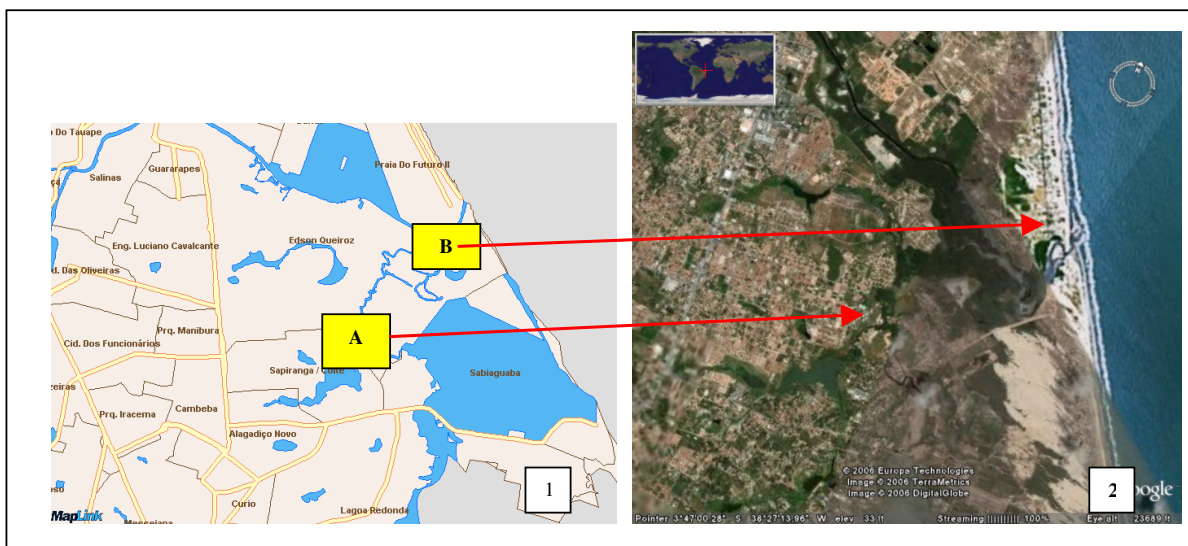 o Do Tauape
Guararapes
Salinas
Praia Do Futuro II
Eng. Luciano Cavalcante
Edson Queiroz
B
d. Das Oliveiras
Prq. Manibura
A
Cid. Dos Funcionários
Sapiranga / Coité
Sabiaguaba
zeiras
Prq. Iracema
Cambeba
Alagadiço Novo
1
oso
Curio
Lagoa Redonda
MapLink
Messejana
© 2006 Europa Technologies
Image © 2006 TerraMetrics
Image © 2006 DigitalGlobe
2
oogle
Pointer 3°47'00.28" S 38°27'13.96" W elev 33 ft
Streaming |||||||||| 100%
Eye alt 23689 ft